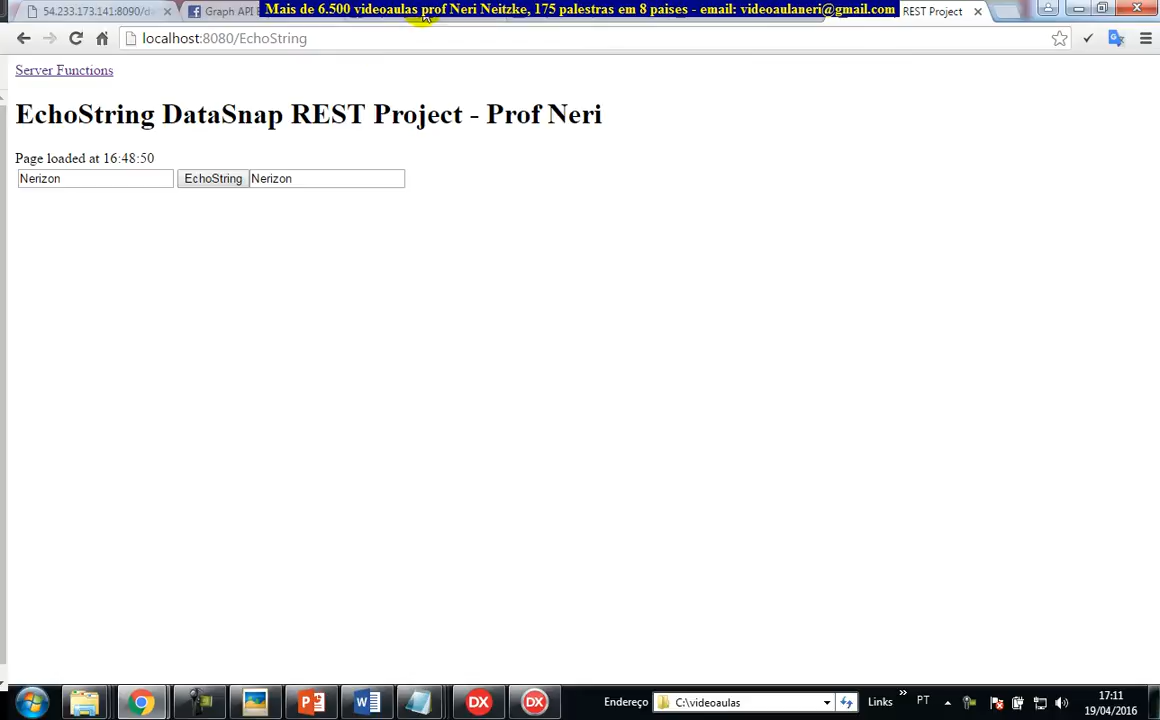 54.233.173.141:8090/d
Graph API
Mais de 6.500 videoaulas prof Neri Neitzke, 175 palestras em 8 paises - email: videoaulaneri@gmail.com
REST Project
localhost:8080/EchoString
Server Functions
EchoString DataSnap REST Project - Prof Neri
Page loaded at 16:48:50
Nerizon EchoString Nerizon
Endereço C:\videoaulas Links » PT 17:11
19/04/2016